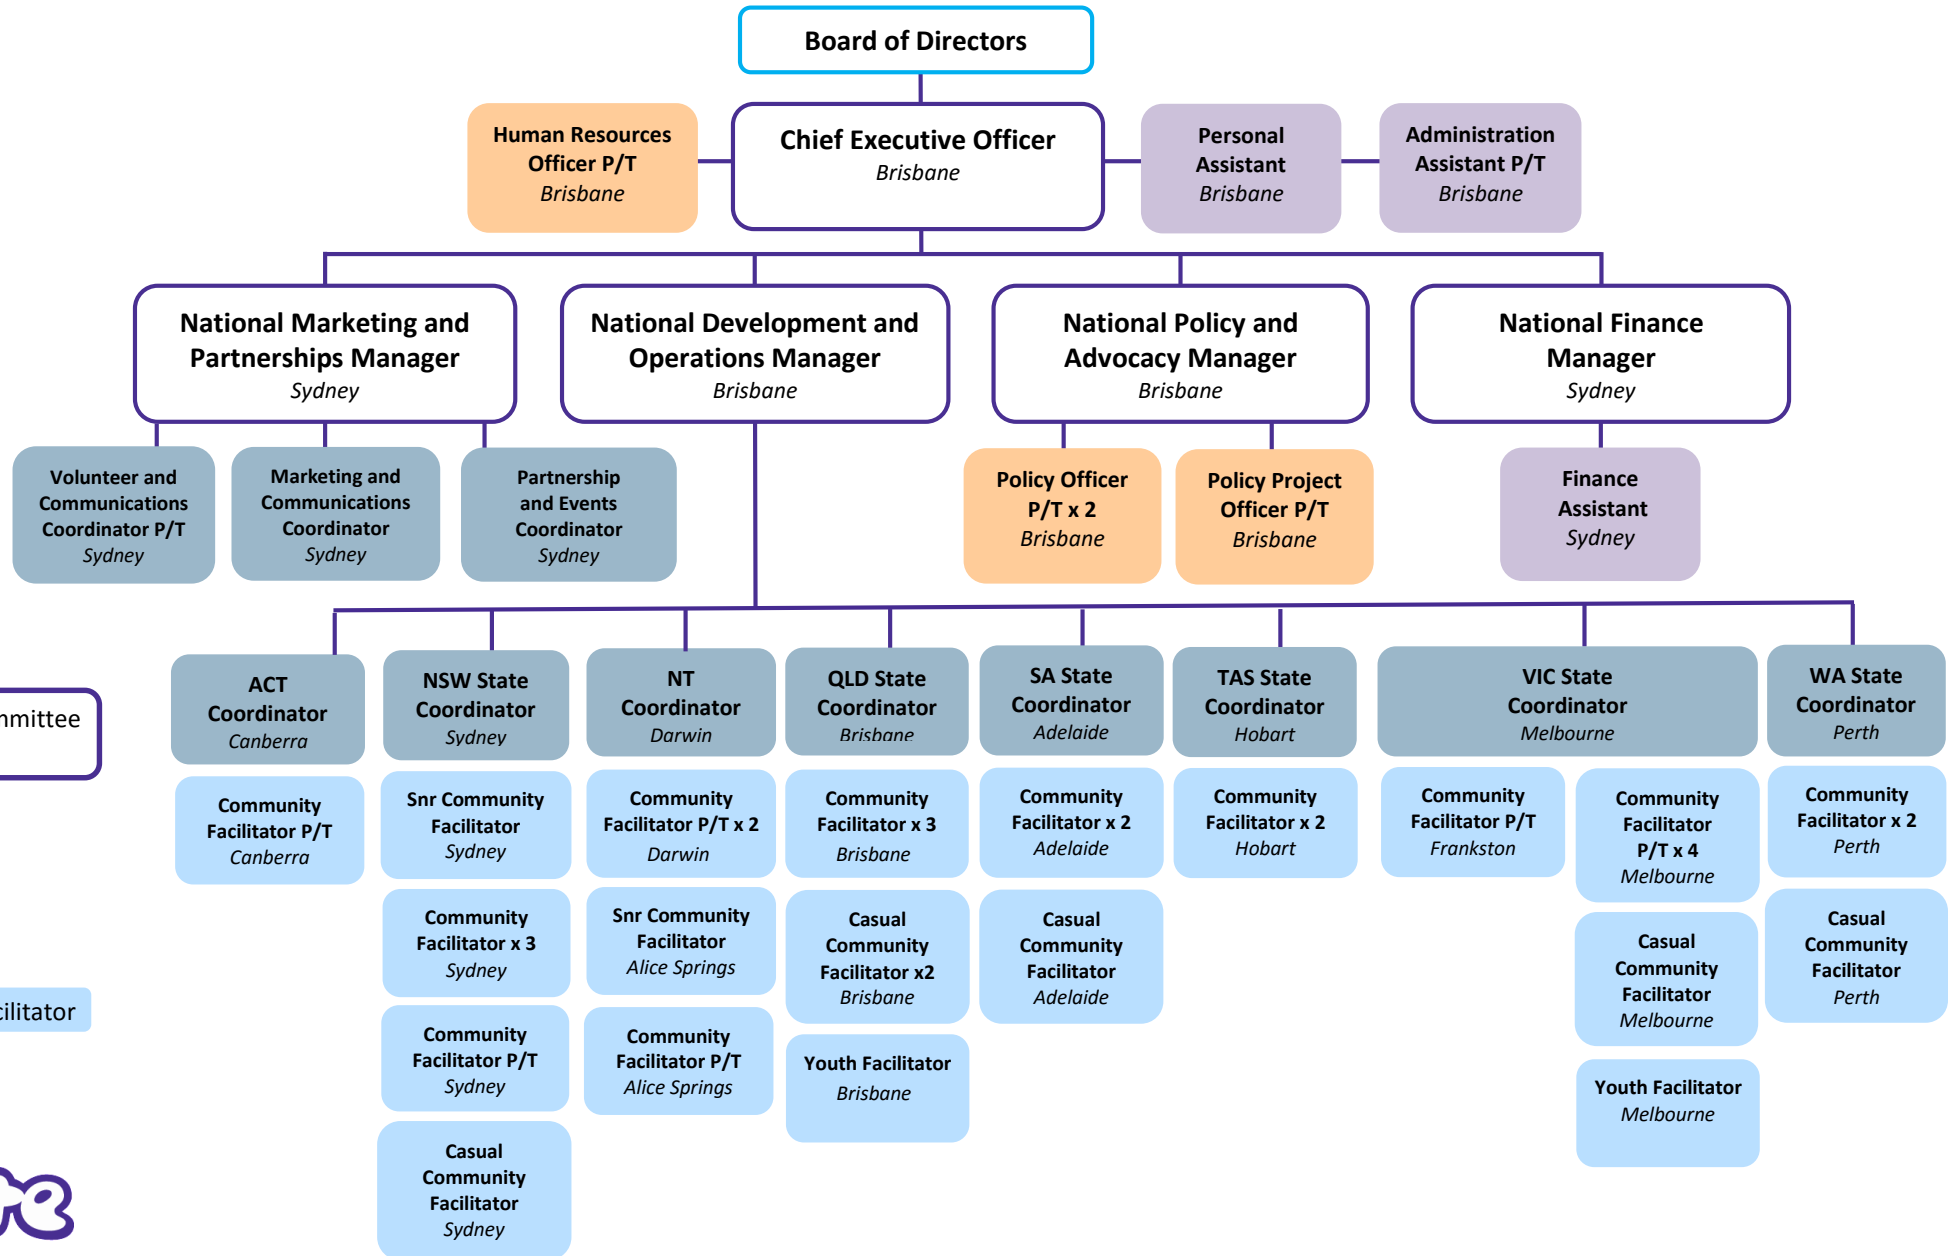 Board of Directors
Human Resources
Officer P/T
Brisbane
Chief Executive Officer
Brisbane
Personal
Assistant
Brisbane
Administration
Assistant P/T
Brisbane
National Marketing and
Partnerships Manager
Sydney
National Development and
Operations Manager
Brisbane
National Policy and
Advocacy Manager
Brisbane
National Finance
Manager
Sydney
Volunteer and
Communications
Coordinator P/T
Sydney
Marketing and
Communications
Coordinator
Sydney
Partnership
and Events
Coordinator
Sydney
Policy Officer
P/T x 2
Brisbane
Policy Project
Officer P/T
Brisbane
Finance
Assistant
Sydney
ACT
Coordinator
Canberra
NSW State
Coordinator
Sydney
NT
Coordinator
Darwin
QLD State
Coordinator
Brisbane
SA State
Coordinator
Adelaide
TAS State
Coordinator
Hobart
VIC State
Coordinator
Melbourne
WA State
Coordinator
Perth
Community
Facilitator P/T
Canberra
Snr Community
Facilitator
Sydney
Community
Facilitator x 3
Sydney
Community
Facilitator P/T
Sydney
Casual
Community
Facilitator
Sydney
Community
Facilitator P/T x 2
Darwin
Snr Community
Facilitator
Alice Springs
Community
Facilitator P/T
Alice Springs
Community
Facilitator x 3
Brisbane
Casual
Community
Facilitator x2
Brisbane
Youth Facilitator
Brisbane
Community
Facilitator x 2
Adelaide
Casual
Community
Facilitator
Adelaide
Community
Facilitator x 2
Hobart
Community
Facilitator P/T
Frankston
Community
Facilitator
P/T x 4
Melbourne
Casual
Community
Facilitator
Melbourne
Youth Facilitator
Melbourne
Community
Facilitator x 2
Perth
Casual
Community
Facilitator
Perth